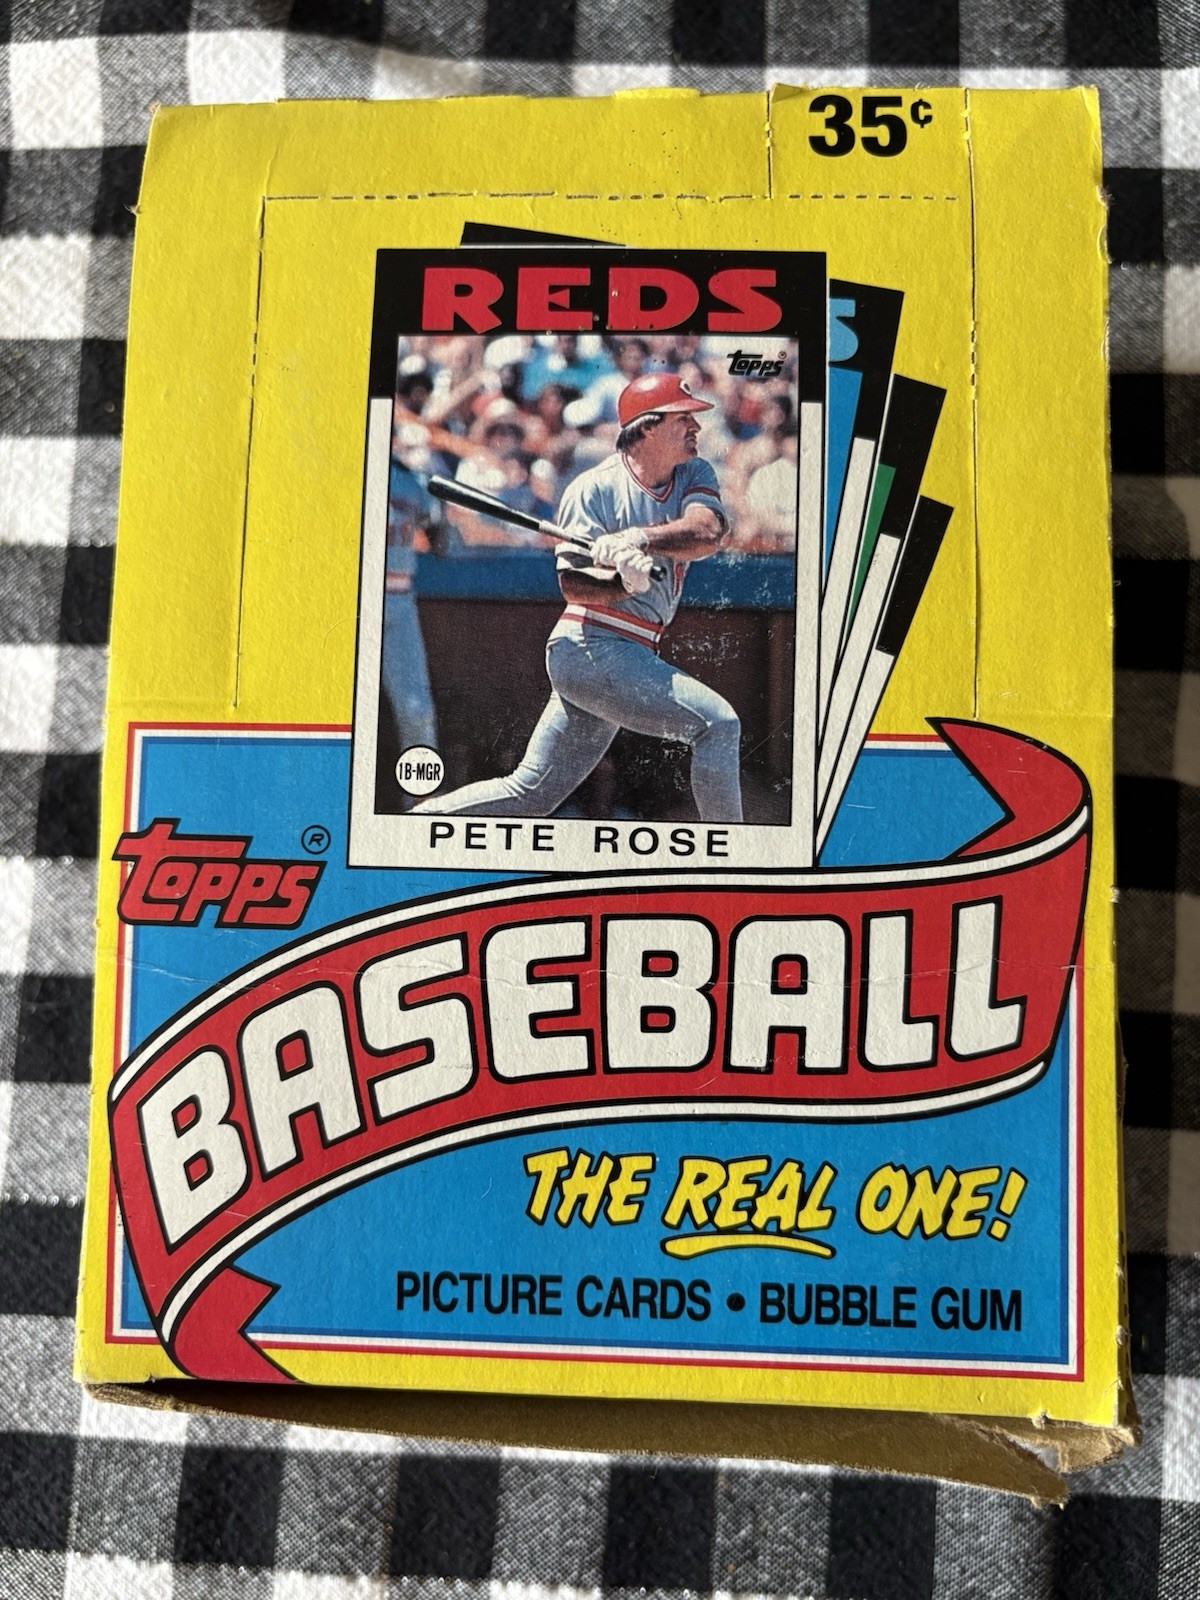 35¢
REDS
S
topps®
1B-MGR
PETE ROSE
topps®
BASEBALL
THE REAL ONE!
PICTURE CARDS • BUBBLE GUM